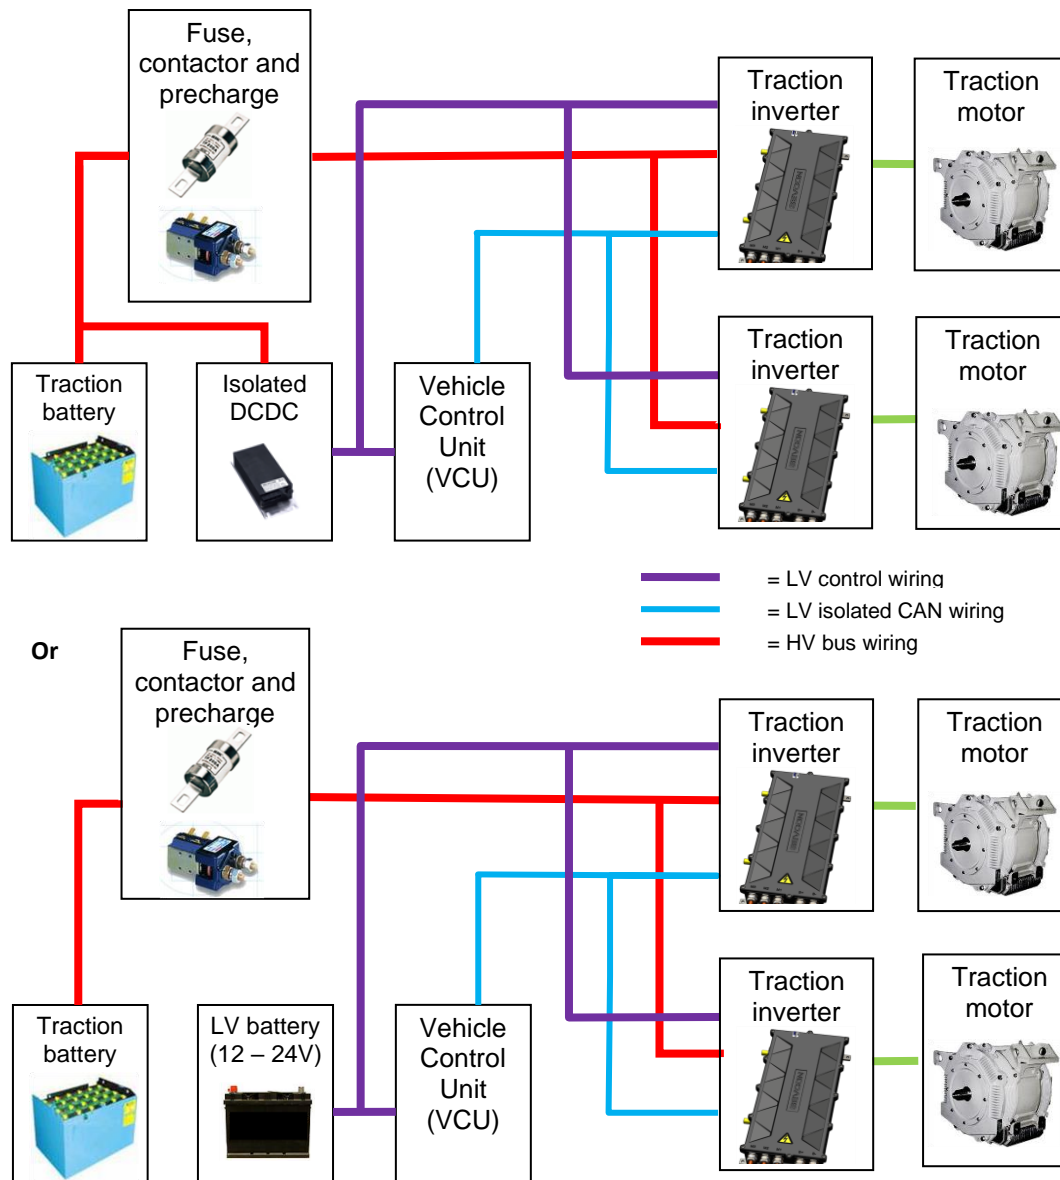 Fuse,
contactor and
precharge
Traction
inverter
Traction
motor
Traction
battery
Isolated
DCDC
Vehicle
Control
Unit
(VCU)
Traction
inverter
Traction
motor
= LV control wiring
= LV isolated CAN wiring
= HV bus wiring
Or
Fuse,
contactor and
precharge
Traction
inverter
Traction
motor
Traction
battery
LV battery
(12 – 24V)
Vehicle
Control
Unit
(VCU)
Traction
inverter
Traction
motor